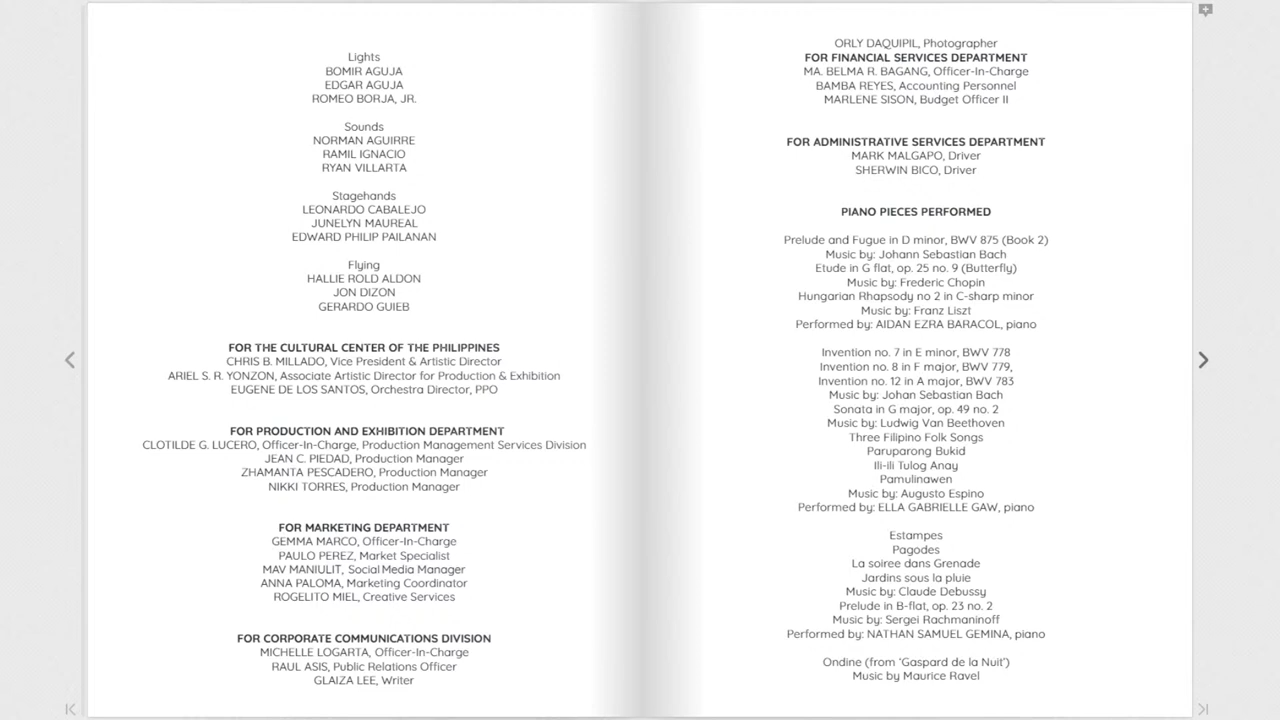 Lights
BOMIR AGUJA
EDGAR AGUJA
ROMEO BORJA, JR.
Sounds
NORMAN AGUIRRE
RAMIL IGNACIO
RYAN VILLARTA
Stagehands
LEONARDO CABALEJO
JUNELYN MAUREAL
EDWARD PHILIP PAILANAN
Flying
HALLIE ROLD ALDON
JON DIZON
GERARDO GUIEB
FOR THE CULTURAL CENTER OF THE PHILIPPINES
CHRIS B. MILLADO, Vice President & Artistic Director
ARIEL S. R. YONZON, Associate Artistic Director for Production & Exhibition
EUGENE DE LOS SANTOS, Orchestra Director, PPO
FOR PRODUCTION AND EXHIBITION DEPARTMENT
CLOTILDE G. LUCERO, Officer-In-Charge, Production Management Services Division
JEAN C. PIEDAD, Production Manager
ZHAMANTA PESCADERO, Production Manager
NIKKI TORRES, Production Manager
FOR MARKETING DEPARTMENT
GEMMA MARCO, Officer-In-Charge
PAULO PEREZ, Market Specialist
MAV MANIULIT, Social Media Manager
ANNA PALOMA, Marketing Coordinator
ROGELITO MIEL, Creative Services
FOR CORPORATE COMMUNICATIONS DIVISION
MICHELLE LOGARTA, Officer-In-Charge
RAUL ASIS, Public Relations Officer
GLAIZA LEE, Writer
ORLY DAQUIPIL, Photographer
FOR FINANCIAL SERVICES DEPARTMENT
MA. BELMA R. BAGANG, Officer-In-Charge
BAMBA REYES, Accounting Personnel
MARLENE SISON, Budget Officer II
FOR ADMINISTRATIVE SERVICES DEPARTMENT
MARK MALGAPO, Driver
SHERWIN BICO, Driver
PIANO PIECES PERFORMED
Prelude and Fugue in D minor, BWV 875 (Book 2)
Music by: Johann Sebastian Bach
Etude in G flat, op. 25 no. 9 (Butterfly)
Music by: Frederic Chopin
Hungarian Rhapsody no 2 in C-sharp minor
Music by: Franz Liszt
Performed by: AIDAN EZRA BARACOL, piano
Invention no. 7 in E minor, BWV 778
Invention no. 8 in F major, BWV 779,
Invention no. 12 in A major, BWV 783
Music by: Johan Sebastian Bach
Sonata in G major, op. 49 no. 2
Music by: Ludwig Van Beethoven
Three Filipino Folk Songs
Paruparong Bukid
Ili-ili Tulog Anay
Pamulinawen
Music by: Augusto Espino
Performed by: ELLA GABRIELLE GAW, piano
Estampes
Pagodes
La soiree dans Grenade
Jardins sous la pluie
Music by: Claude Debussy
Prelude in B-flat, op. 23 no. 2
Music by: Sergei Rachmaninoff
Performed by: NATHAN SAMUEL GEMINA, piano
Ondine (from ‘Gaspard de la Nuit’)
Music by Maurice Ravel